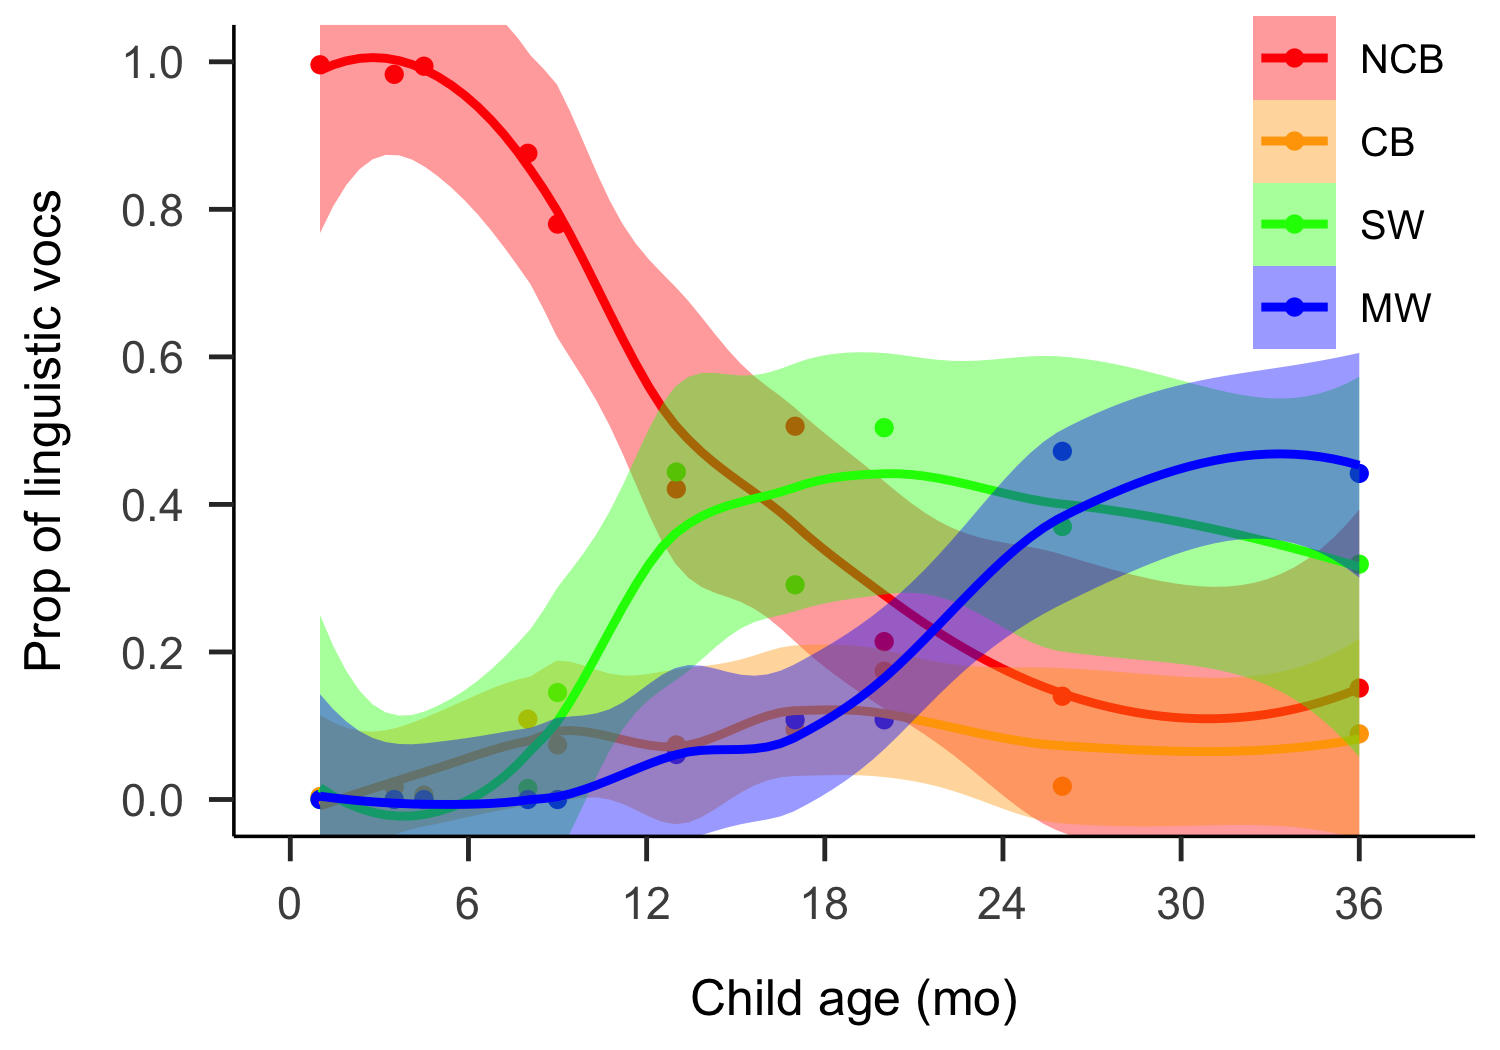 NCB
CB
SW
MW
Prop of linguistic vocs
1.0
0.8
0.6
0.4
0.2
0.0
0 6 12 18 24 30 36
Child age (mo)